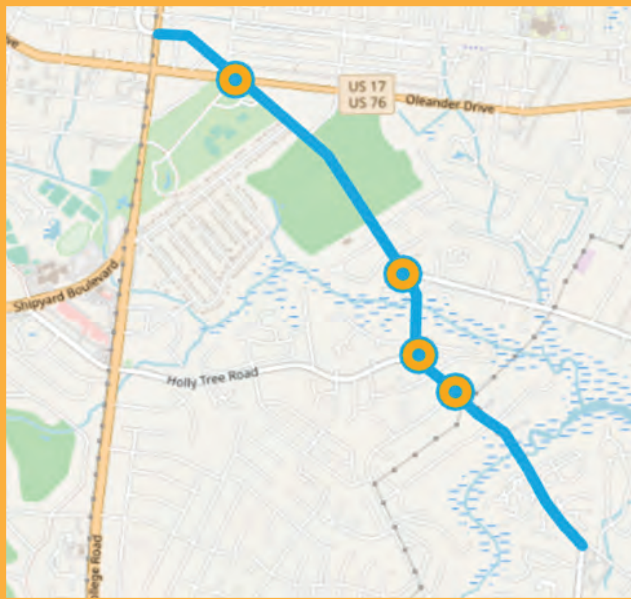 US 17
US 76
Oleander Drive
Shipyard Boulevard
Holly Tree Road